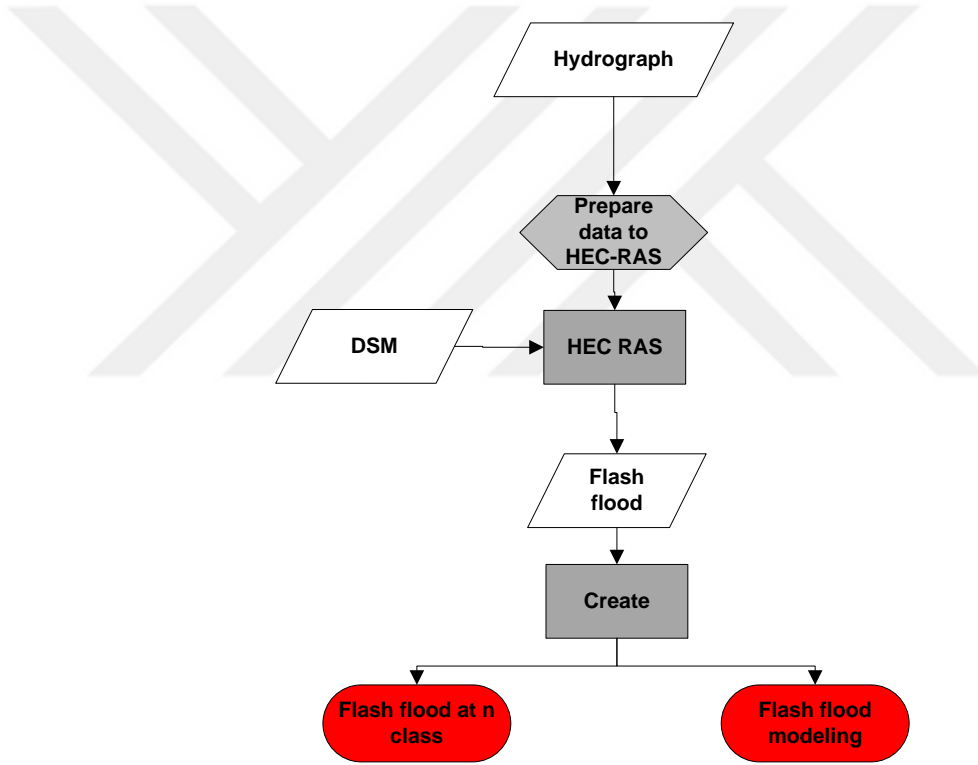 Hydrograph
Prepare
data to
HEC-RAS
DSM
HEC RAS
Flash
flood
Create
Flash flood at n
class
Flash flood
modeling